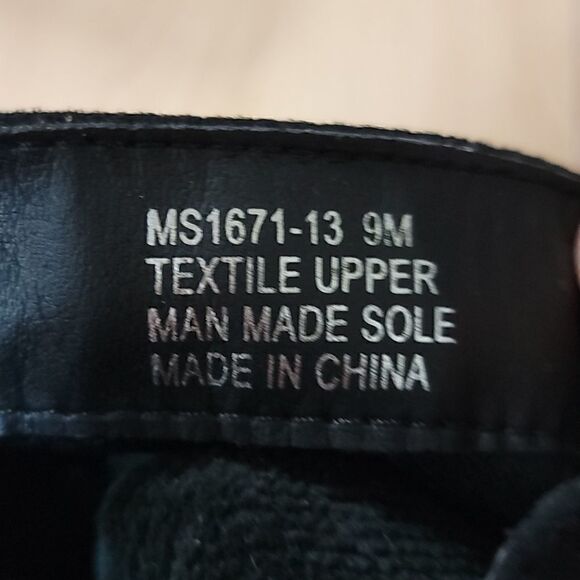 MS1671-13 9M
TEXTILE UPPER
MAN MADE SOLE
MADE IN CHINA